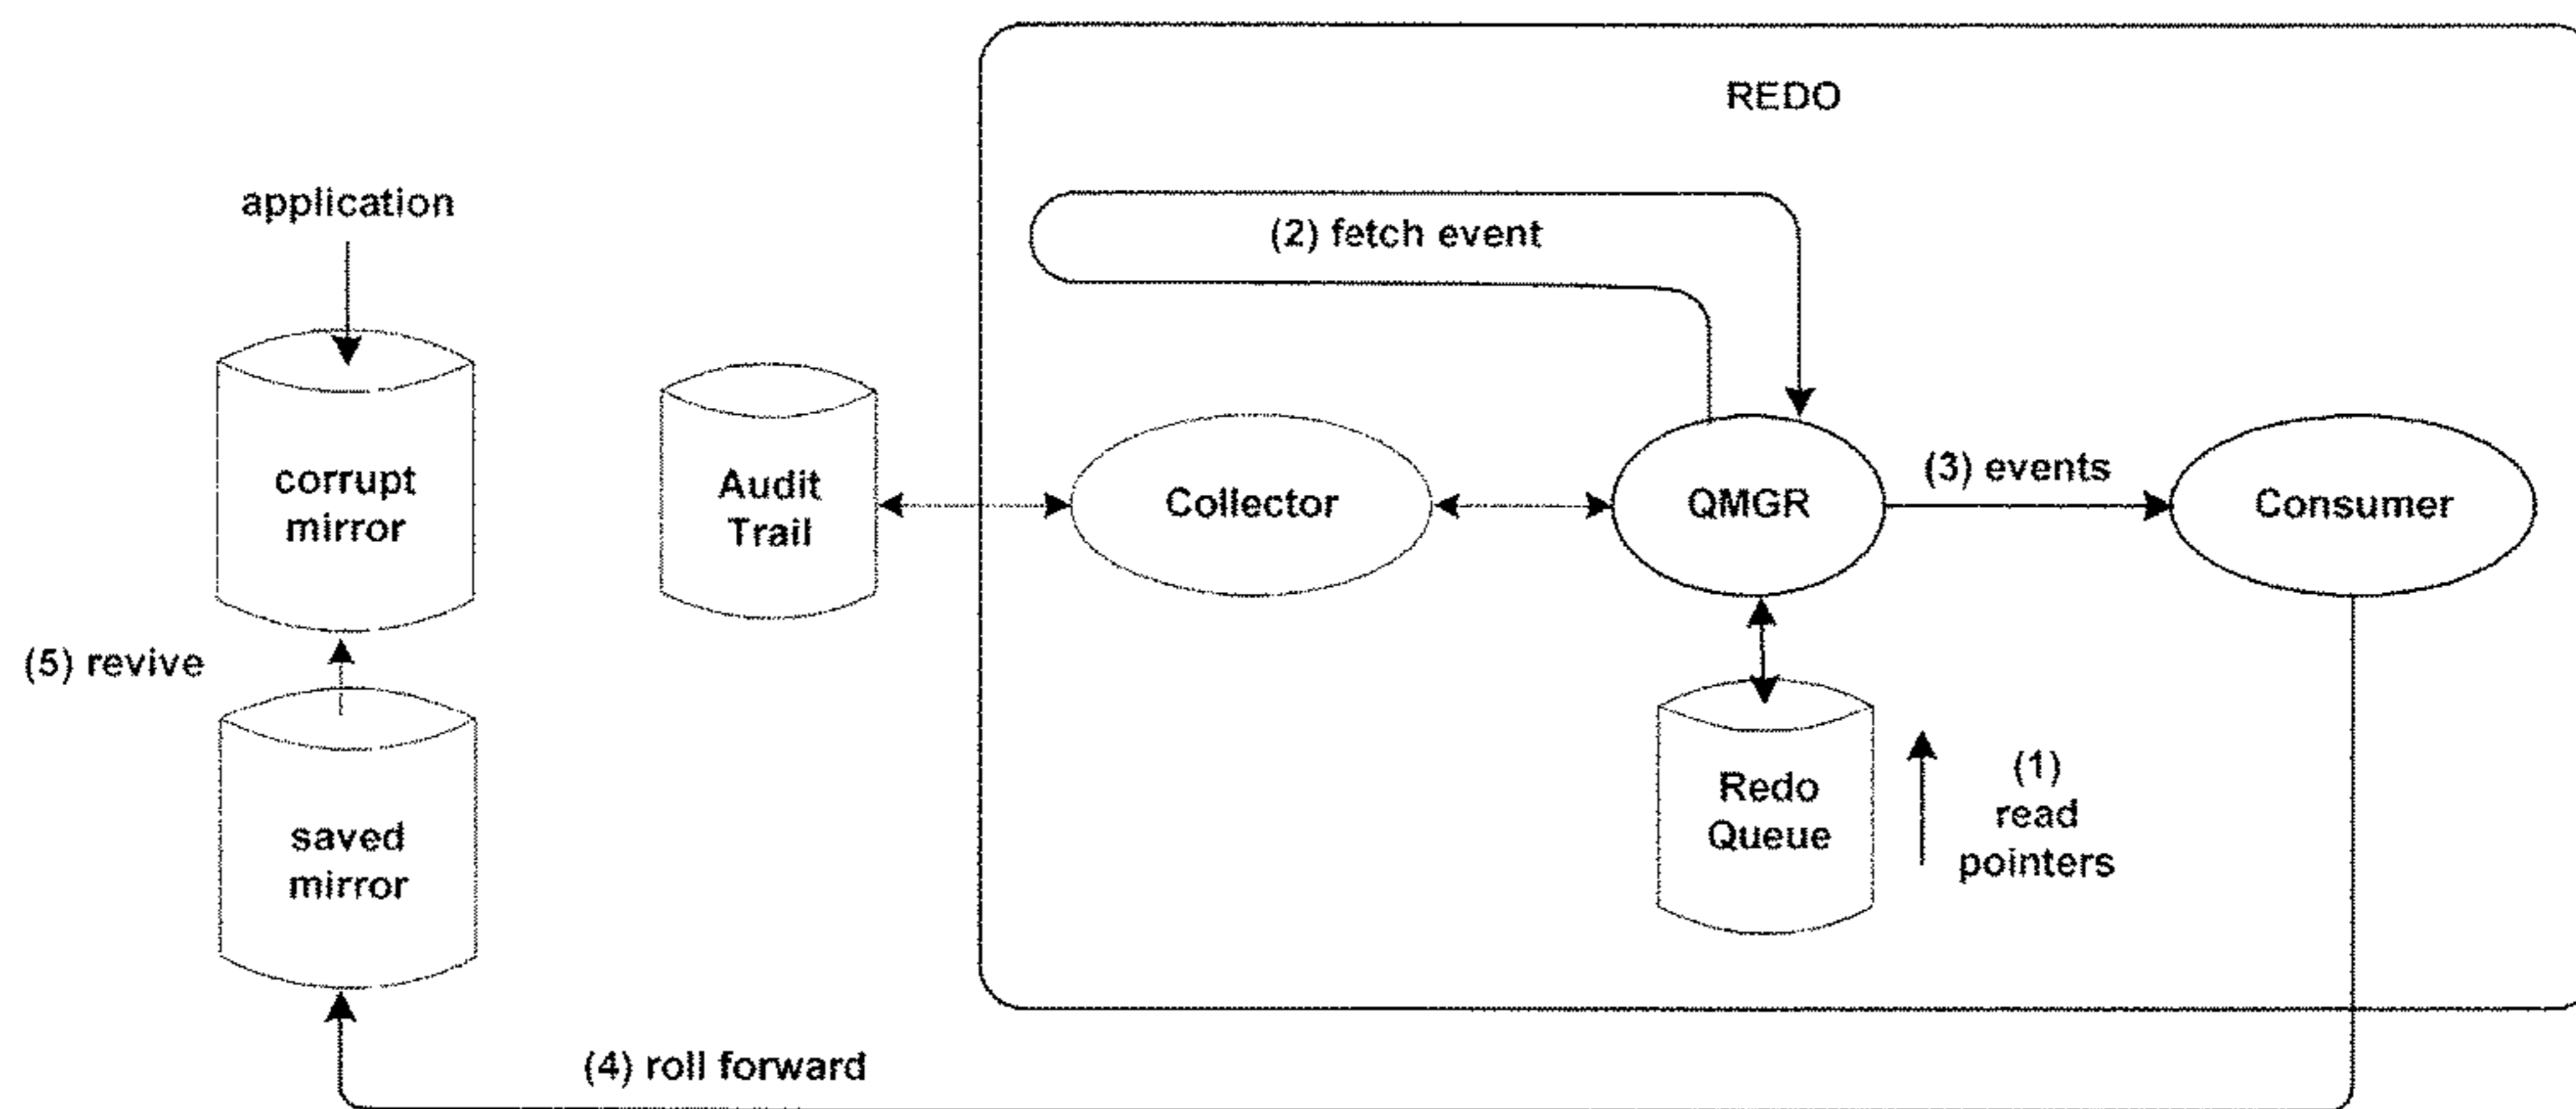 REDO
application
(2) fetch event
corrupt
mirror
Audit
Trail
Collector
QMGR
(3) events
Consumer
(5) revive
saved
mirror
Redo
Queue
(1)
read
pointers
(4) roll forward